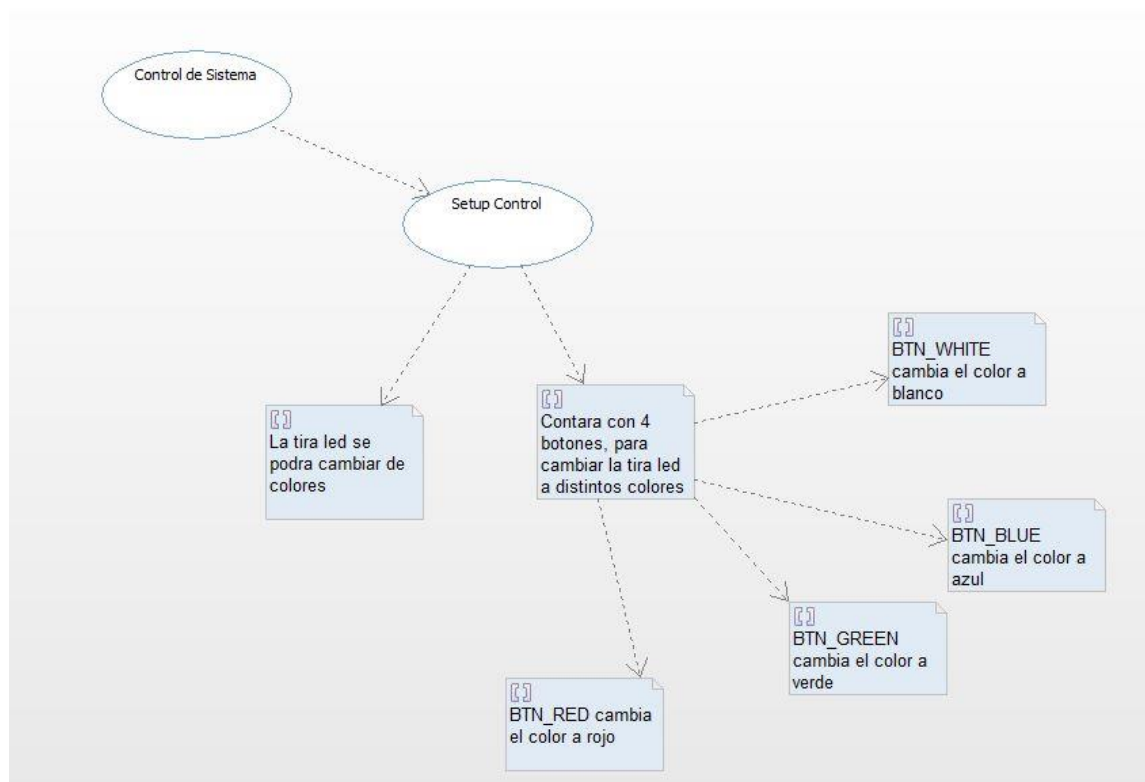 Control de Sistema
Setup Control
La tira led se
podra cambiar de
colores
Contara con 4
botones, para
cambiar la tira led
a distintos colores
BTN_WHITE
cambia el color a
blanco
BTN_BLUE
cambia el color a
azul
BTN_GREEN
cambia el color a
verde
BTN_RED cambia
el color a rojo